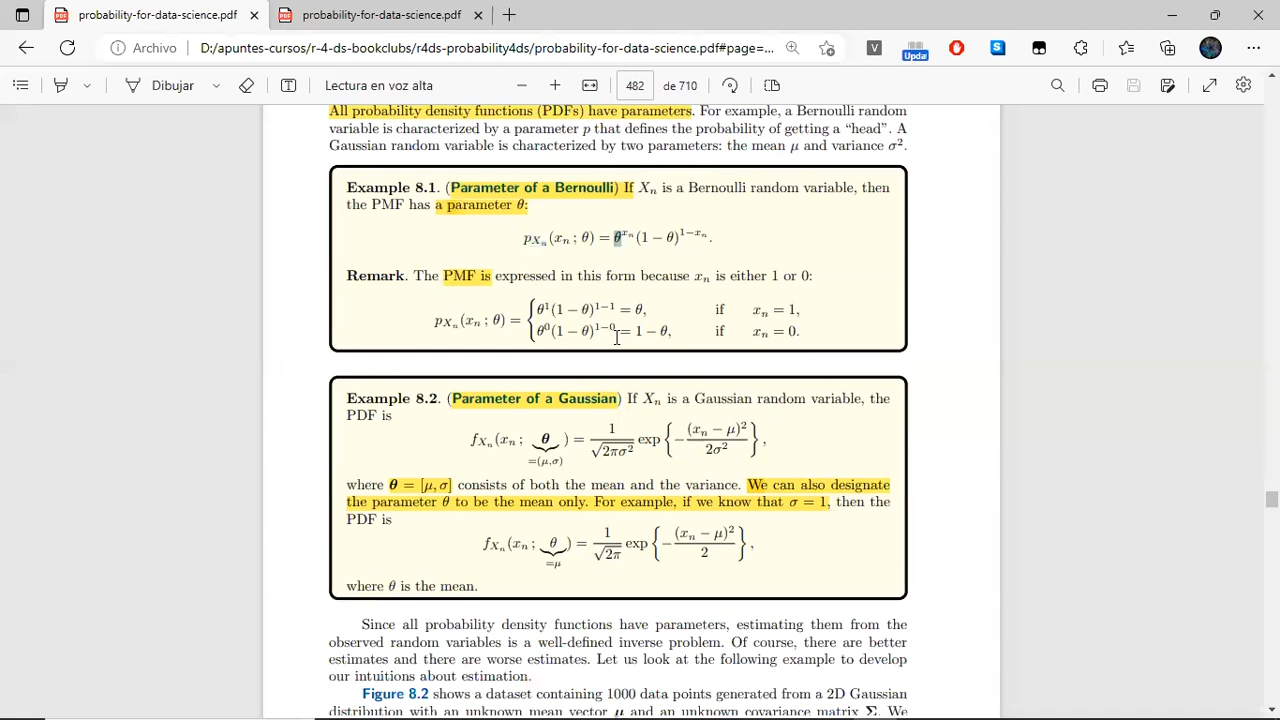 probability-for-data-science.pdf
probability-for-data-science.pdf
Archivo D:/apuntes-cursos/r-4-ds-bookclubs/r4ds-probability4ds/probability-for-data-science.pdf#page=...
V
Upda
S
Dibujar
Lectura en voz alta
482 de 710
All probability density functions (PDFs) have parameters. For example, a Bernoulli random
variable is characterized by a parameter p that defines the probability of getting a “head”. A
Gaussian random variable is characterized by two parameters: the mean μ and variance σ².
Example 8.1. (Parameter of a Bernoulli) If Xₙ is a Bernoulli random variable, then
the PMF has a parameter θ:
p_{Xₙ}(xₙ ; θ) = θ^{xₙ}(1 − θ)^{1−xₙ}.
Remark. The PMF is expressed in this form because xₙ is either 1 or 0:
p_{Xₙ}(xₙ ; θ) = { θ¹(1 − θ)^{1−1} = θ, if xₙ = 1,
θ⁰(1 − θ)^{1−0} = 1 − θ, if xₙ = 0.
Example 8.2. (Parameter of a Gaussian) If Xₙ is a Gaussian random variable, the
PDF is
f_{Xₙ}(xₙ ; θ) = 1/√(2πσ²) exp{−(xₙ − μ)²/(2σ²)},
=(μ,σ)
where θ = [μ, σ] consists of both the mean and the variance. We can also designate
the parameter θ to be the mean only. For example, if we know that σ = 1, then the
PDF is
f_{Xₙ}(xₙ ; θ) = 1/√(2π) exp{−(xₙ − μ)²/2},
=μ
where θ is the mean.
Since all probability density functions have parameters, estimating them from the
observed random variables is a well-defined inverse problem. Of course, there are better
estimates and there are worse estimates. Let us look at the following example to develop
our intuitions about estimation.
Figure 8.2 shows a dataset containing 1000 data points generated from a 2D Gaussian
distribution with an unknown mean vector μ and an unknown covariance matrix Σ. We